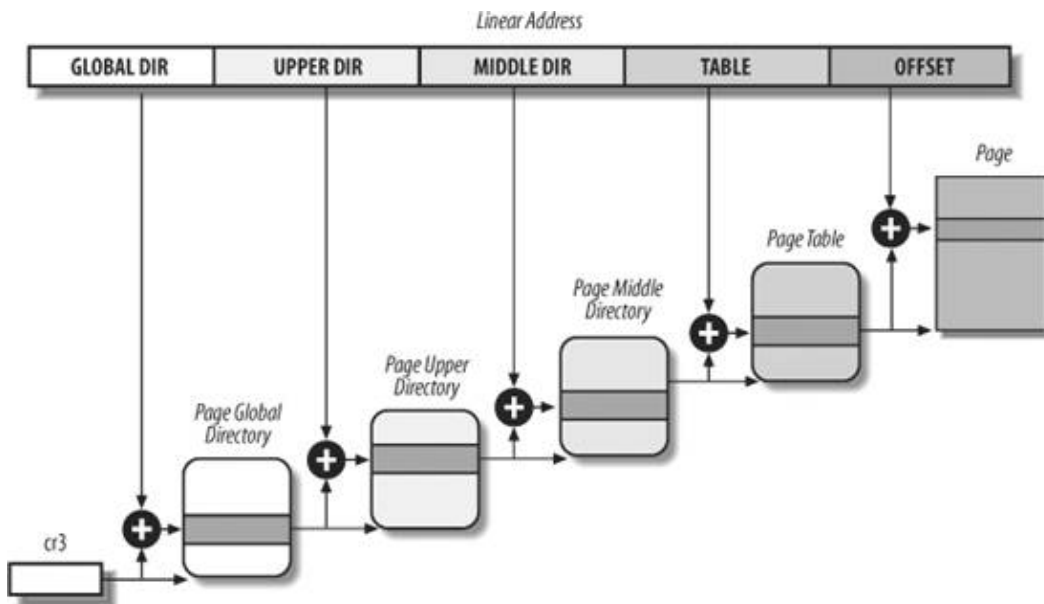 Linear Address
GLOBAL DIR
UPPER DIR
MIDDLE DIR
TABLE
OFFSET
Page
Page Table
Page Middle
Directory
Page Upper
Directory
Page Global
Directory
cr3